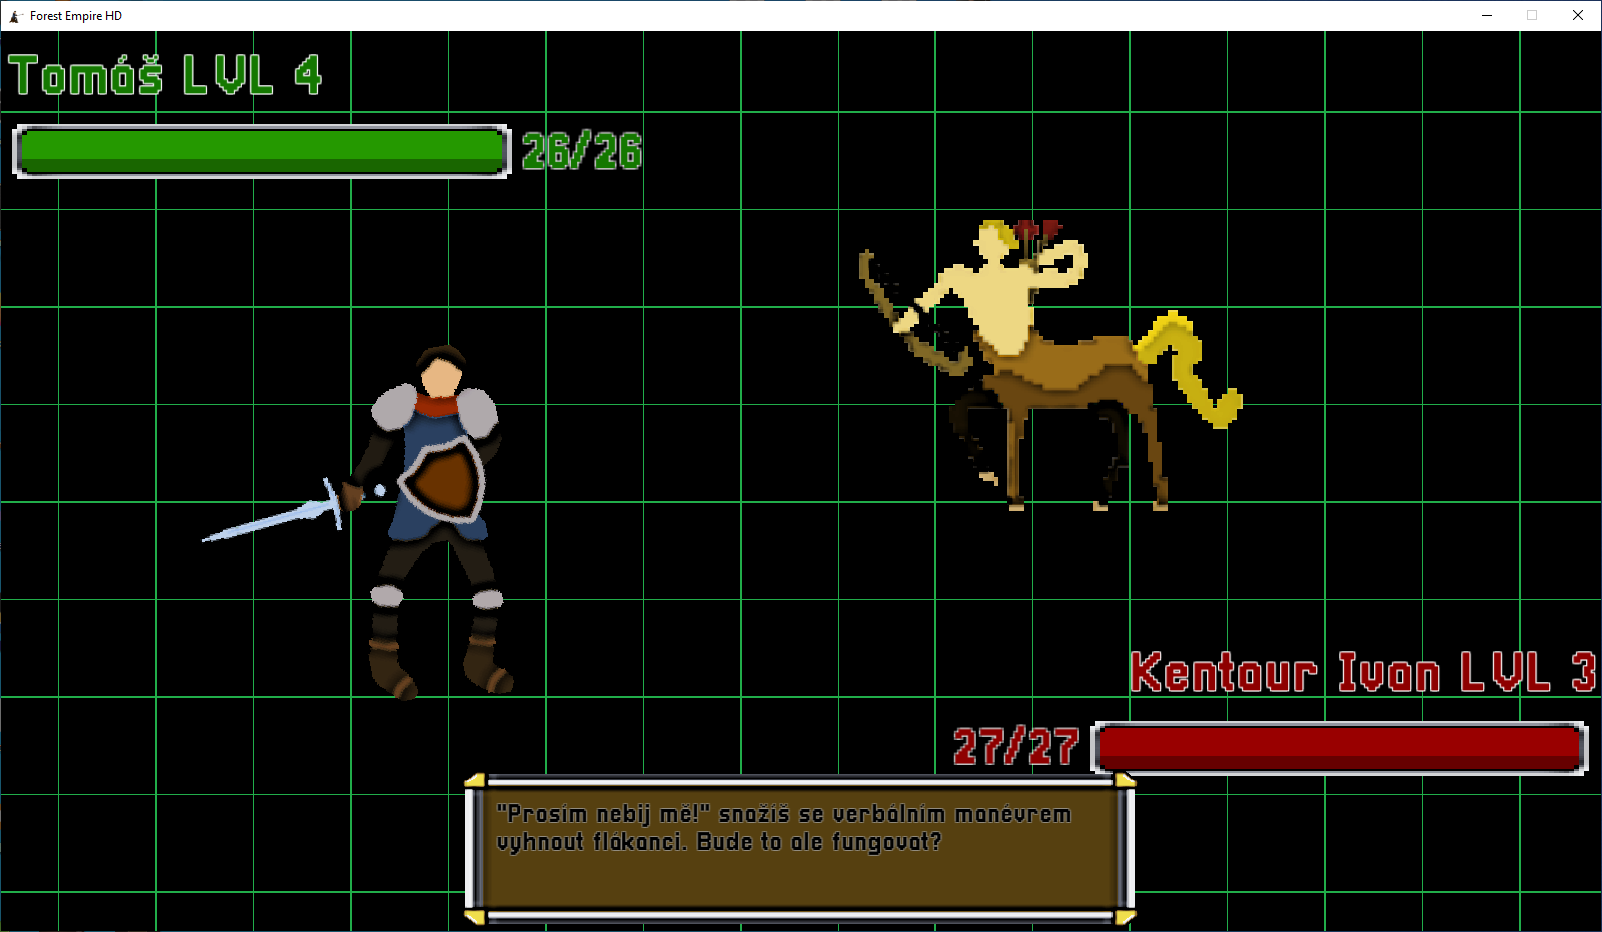 Forest Empire HD
Tomáš LVL 4
26/26
Kentaur Ivan LVL 3
27/27
"Prosím nebij mě!" snažíš se verbálním manévrem
vyhnout flákanci. Bude to ale fungovat?